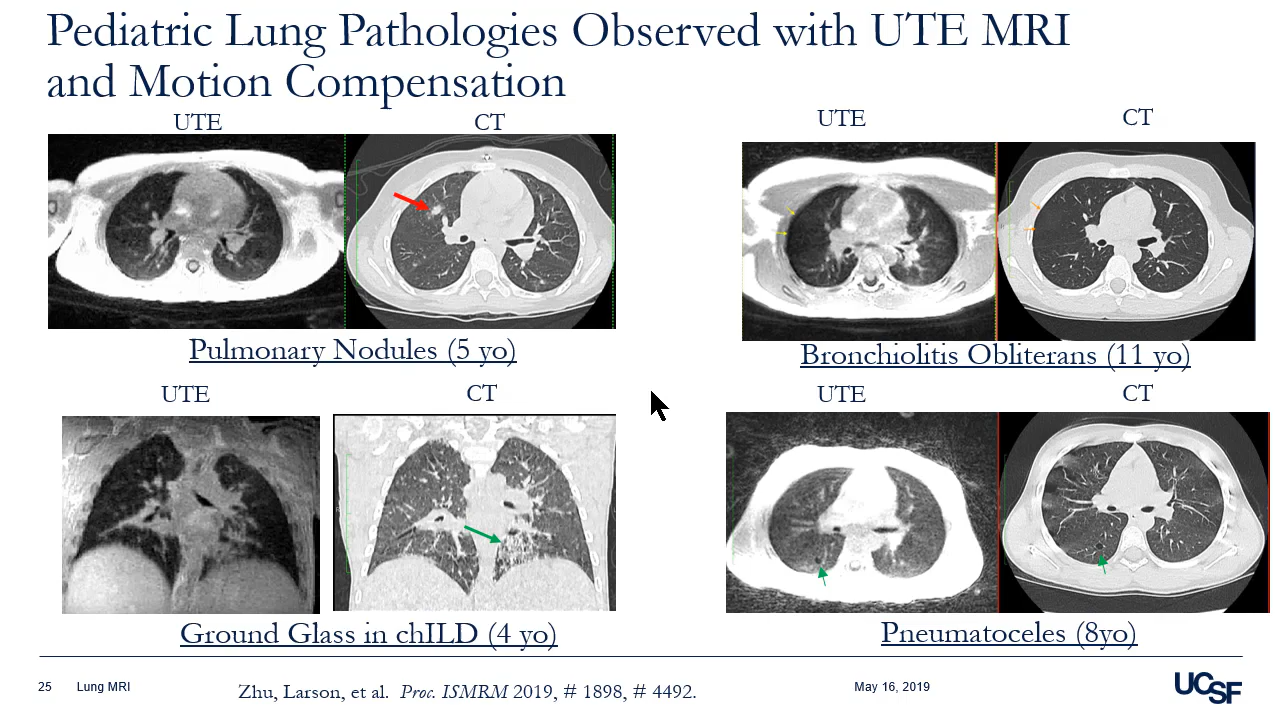 Pediatric Lung Pathologies Observed with UTE MRI
and Motion Compensation
UTE
CT
Pulmonary Nodules (5 yo)
UTE
CT
Bronchiolitis Obliterans (11 yo)
UTE
CT
Ground Glass in chILD (4 yo)
UTE
CT
Pneumatoceles (8yo)
25 Lung MRI
Zhu, Larson, et al. Proc. ISMRM 2019, # 1898, # 4492.
May 16, 2019
UCSF